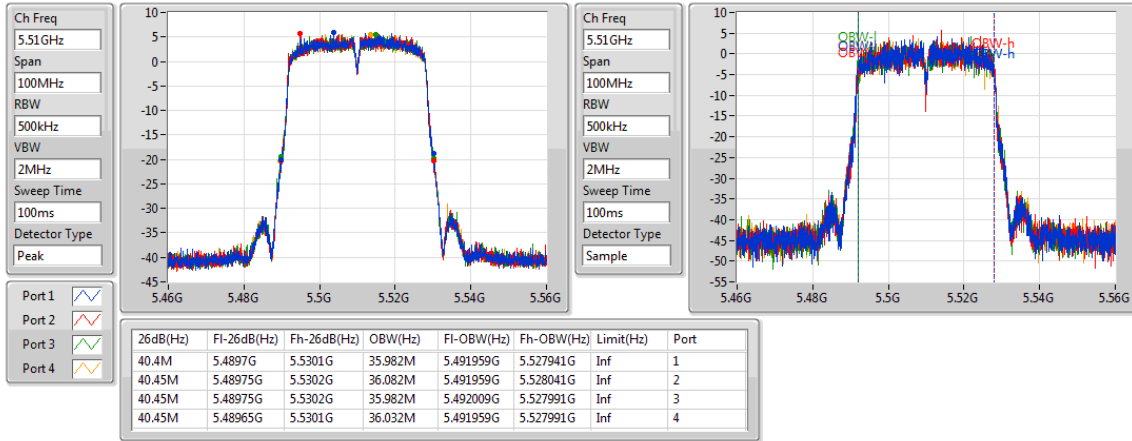 Ch Freq
5.51GHz
Span
100MHz
RBW
500kHz
VBW
2MHz
Sweep Time
100ms
Detector Type
Peak
10
5
0
-5
-10
-15
-20
-25
-30
-35
-40
-45
5.46G 5.48G 5.5G 5.52G 5.54G 5.56G
Ch Freq
5.51GHz
Span
100MHz
RBW
500kHz
VBW
2MHz
Sweep Time
100ms
Detector Type
Sample
10
5
0
-5
-10
-15
-20
-25
-30
-35
-40
-45
-50
-55
OBW-l
OBW-h
OBW-h
5.46G 5.48G 5.5G 5.52G 5.54G 5.56G
Port 1
Port 2
Port 3
Port 4
26dB(Hz) Fl-26dB(Hz) Fh-26dB(Hz) OBW(Hz) Fl-OBW(Hz) Fh-OBW(Hz) Limit(Hz) Port
40.4M 5.4897G 5.5301G 35.982M 5.491959G 5.527941G Inf 1
40.45M 5.48975G 5.5302G 36.082M 5.491959G 5.528041G Inf 2
40.45M 5.48975G 5.5302G 35.982M 5.492009G 5.527991G Inf 3
40.45M 5.48965G 5.5301G 36.032M 5.491959G 5.527991G Inf 4